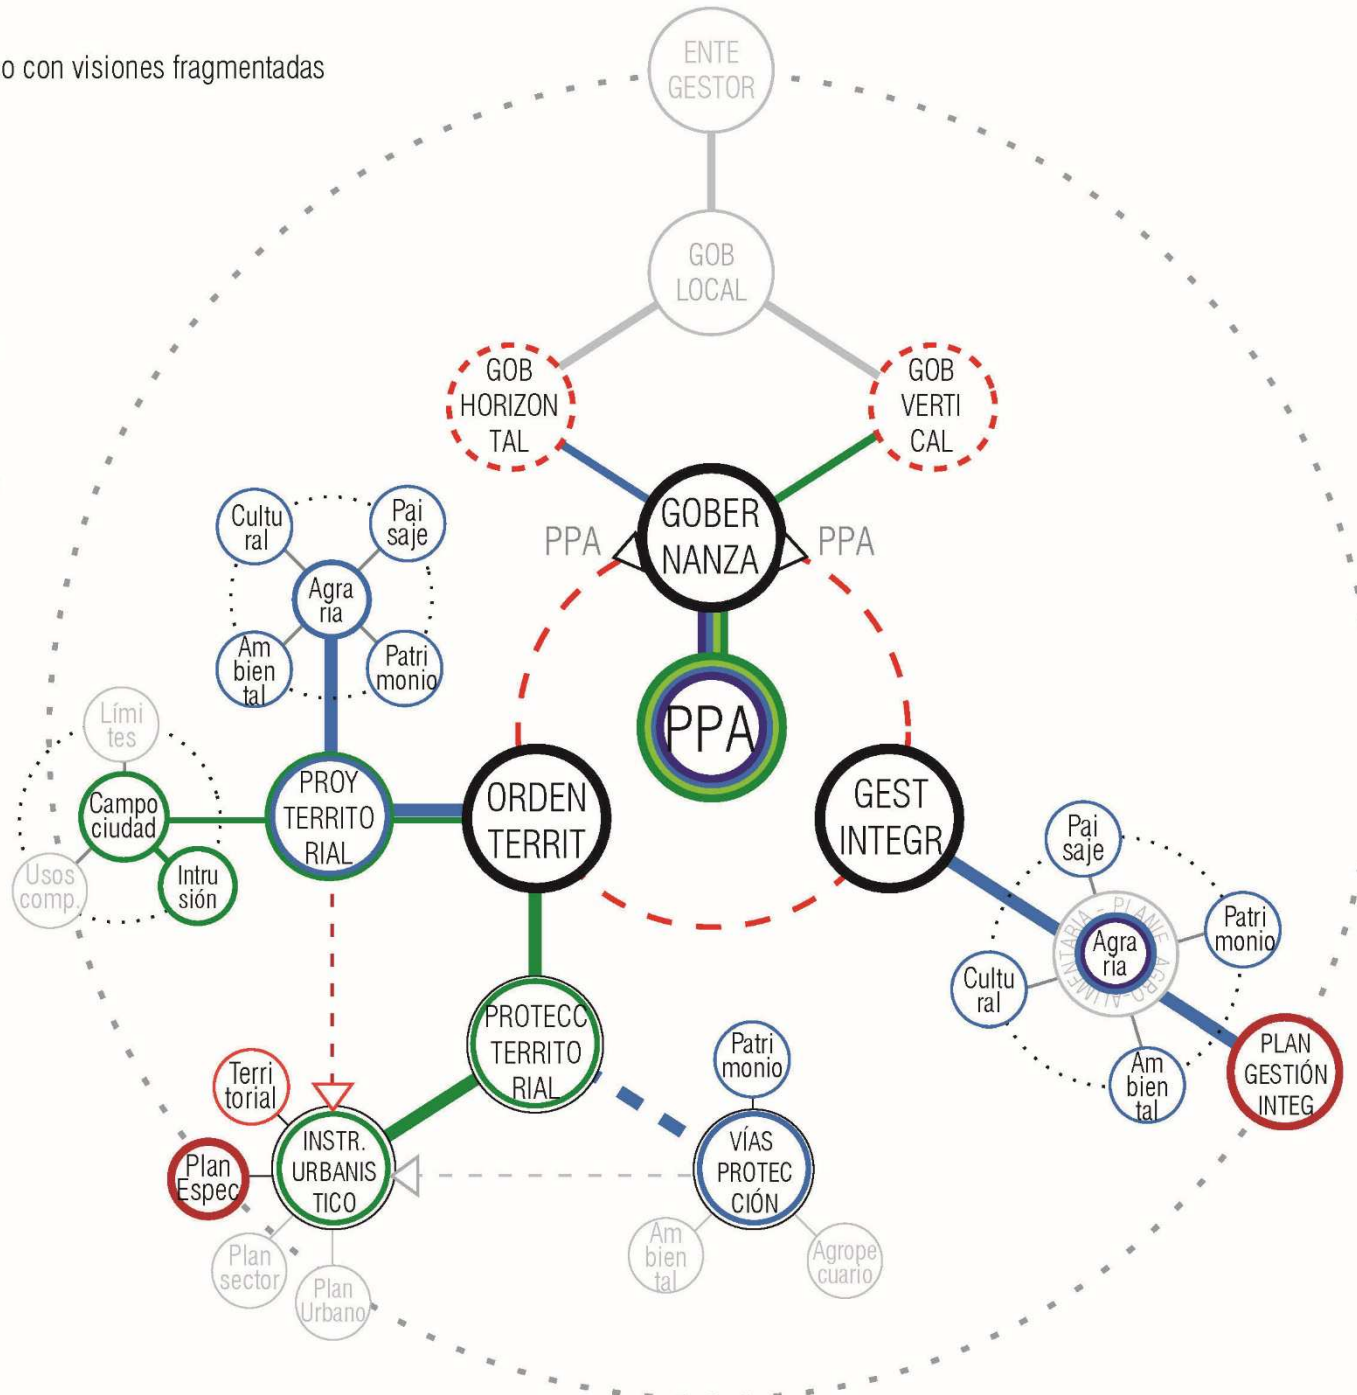 o con visiones fragmentadas
ENTE
GESTOR
GOB
LOCAL
GOB
HORIZON
TAL
GOB
VERTI
CAL
GOBER
NANZA
PPA
PPA
PPA
Cultu
ral
Pai
saje
Agra
ria
Am
bien
tal
Patri
monio
Lími
tes
Campo
ciudad
Usos
comp.
Intru
sión
PROY
TERRITO
RIAL
ORDEN
TERRIT
GEST
INTEGR
Pai
saje
Patri
monio
Agra
ria
AGRO-ALIMENTARIA - PLANIF
Cultu
ral
Am
bien
tal
PLAN
GESTIÓN
INTEG
PROTECC
TERRITO
RIAL
Patri
monio
VÍAS
PROTEC
CIÓN
Am
bien
tal
Agrope
cuario
Terri
torial
INSTR.
URBANIS
TICO
Plan
Espec
Plan
sector
Plan
Urbano